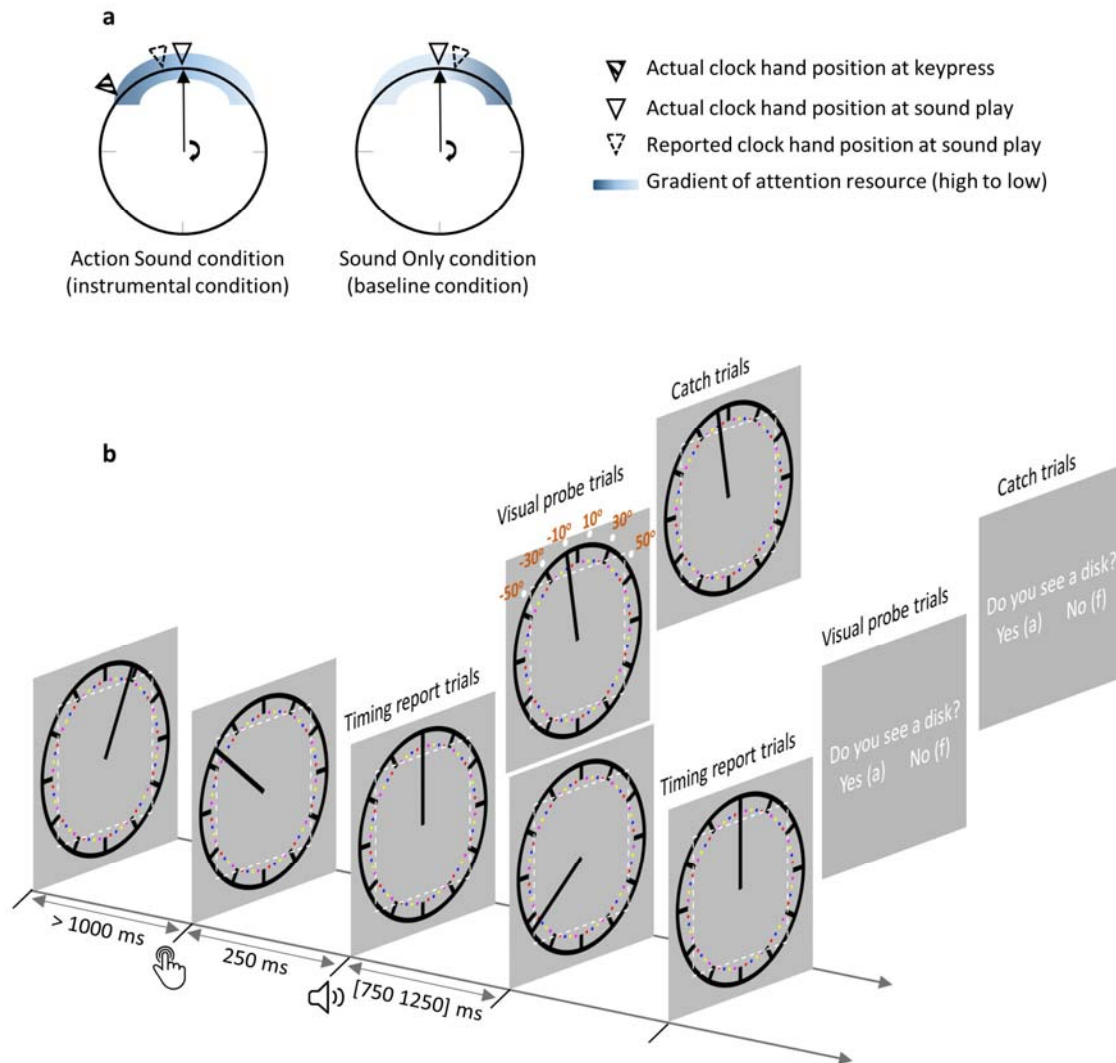 a
Actual clock hand position at keypress
Actual clock hand position at sound play
Reported clock hand position at sound play
Gradient of attention resource (high to low)
Action Sound condition
(instrumental condition)
Sound Only condition
(baseline condition)
b
Catch trials
Visual probe trials
-50°
-30°
-10°
10°
30°
50°
Timing report trials
Catch trials
Do you see a disk?
Yes (a) No (f)
Visual probe trials
Do you see a disk?
Yes (a) No (f)
Timing report trials
> 1000 ms
250 ms
[750 1250] ms